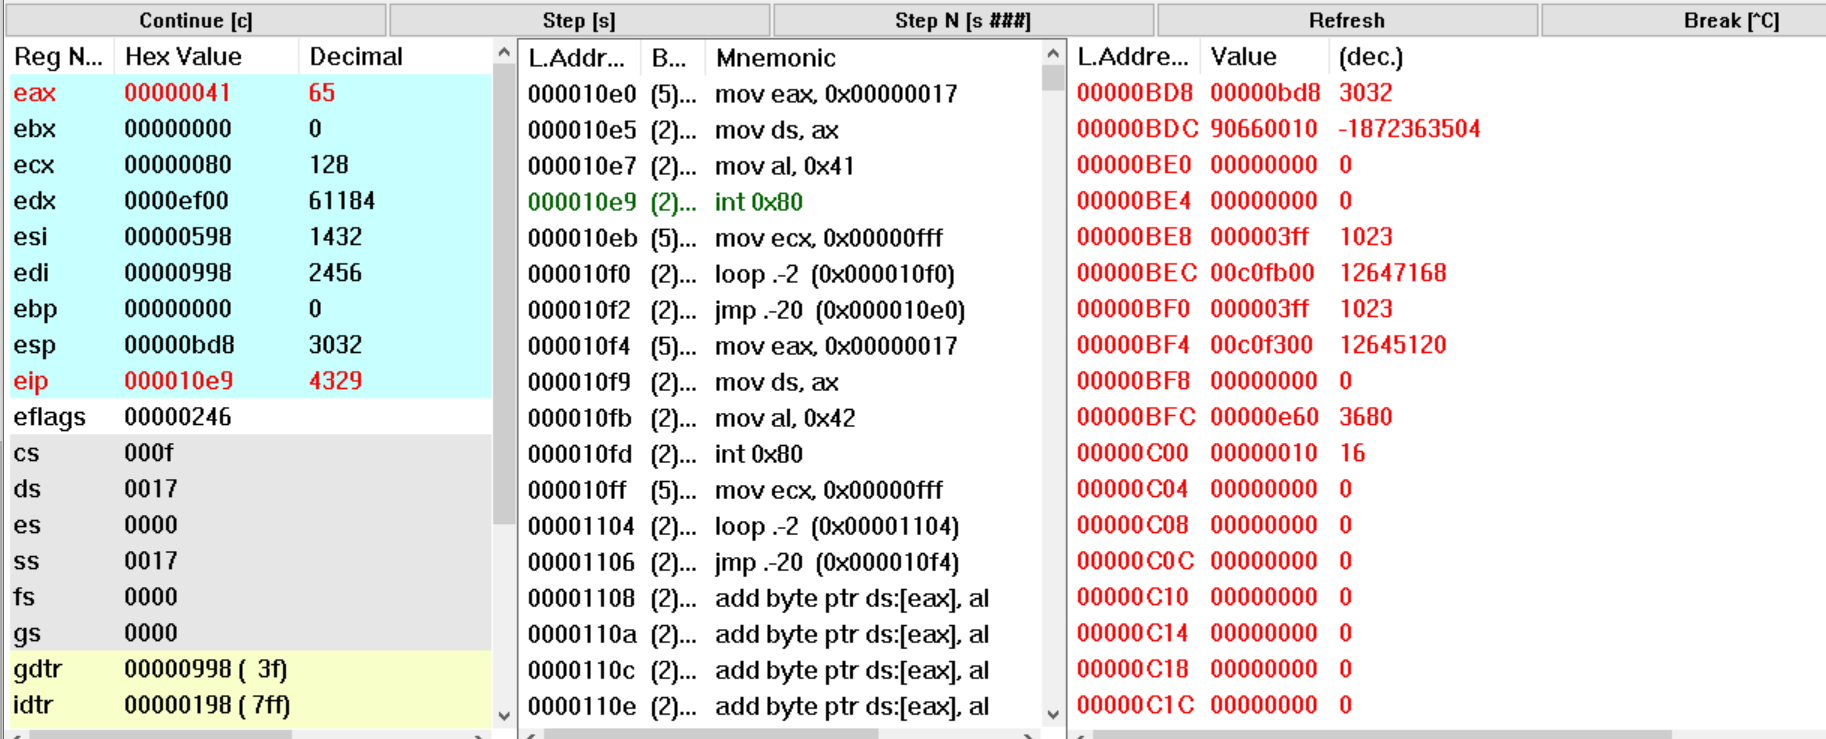 Continue [c] Step [s] Step N [s ###] Refresh Break [^C]
Reg N... Hex Value Decimal
eax 00000041 65
ebx 00000000 0
ecx 00000080 128
edx 0000ef00 61184
esi 00000598 1432
edi 00000998 2456
ebp 00000000 0
esp 00000bd8 3032
eip 000010e9 4329
eflags 00000246
cs 000f
ds 0017
es 0000
ss 0017
fs 0000
gs 0000
gdtr 00000998 ( 3f)
idtr 00000198 ( 7ff)
L.Addr... B... Mnemonic
000010e0 (5)... mov eax, 0x00000017
000010e5 (2)... mov ds, ax
000010e7 (2)... mov al, 0x41
000010e9 (2)... int 0x80
000010eb (5)... mov ecx, 0x00000fff
000010f0 (2)... loop .-2 (0x000010f0)
000010f2 (2)... jmp .-20 (0x000010e0)
000010f4 (5)... mov eax, 0x00000017
000010f9 (2)... mov ds, ax
000010fb (2)... mov al, 0x42
000010fd (2)... int 0x80
000010ff (5)... mov ecx, 0x00000fff
00001104 (2)... loop .-2 (0x00001104)
00001106 (2)... jmp .-20 (0x000010f4)
00001108 (2)... add byte ptr ds:[eax], al
0000110a (2)... add byte ptr ds:[eax], al
0000110c (2)... add byte ptr ds:[eax], al
0000110e (2)... add byte ptr ds:[eax], al
L.Addre... Value (dec.)
00000BD8 00000bd8 3032
00000BDC 90660010 -1872363504
00000BE0 00000000 0
00000BE4 00000000 0
00000BE8 000003ff 1023
00000BEC 00c0fb00 12647168
00000BF0 000003ff 1023
00000BF4 00c0f300 12645120
00000BF8 00000000 0
00000BFC 00000e60 3680
00000C00 00000010 16
00000C04 00000000 0
00000C08 00000000 0
00000C0C 00000000 0
00000C10 00000000 0
00000C14 00000000 0
00000C18 00000000 0
00000C1C 00000000 0